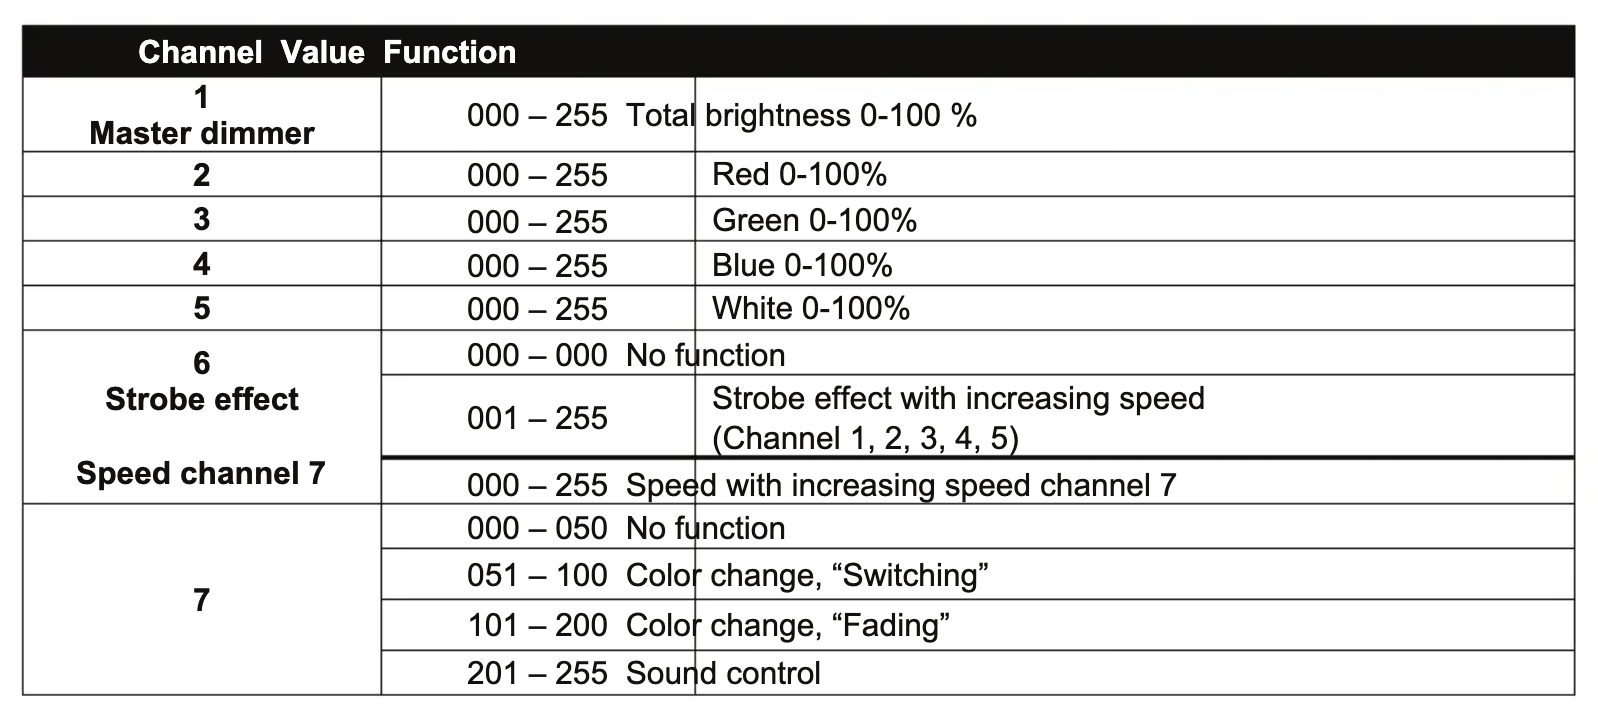 Channel Value Function
1
Master dimmer
000 – 255 Total brightness 0-100 %
2 000 – 255 Red 0-100%
3 000 – 255 Green 0-100%
4 000 – 255 Blue 0-100%
5 000 – 255 White 0-100%
6
Strobe effect
Speed channel 7
000 – 000 No function
001 – 255
Strobe effect with increasing speed
(Channel 1, 2, 3, 4, 5)
000 – 255 Speed with increasing speed channel 7
7
000 – 050 No function
051 – 100 Color change, “Switching”
101 – 200 Color change, “Fading”
201 – 255 Sound control